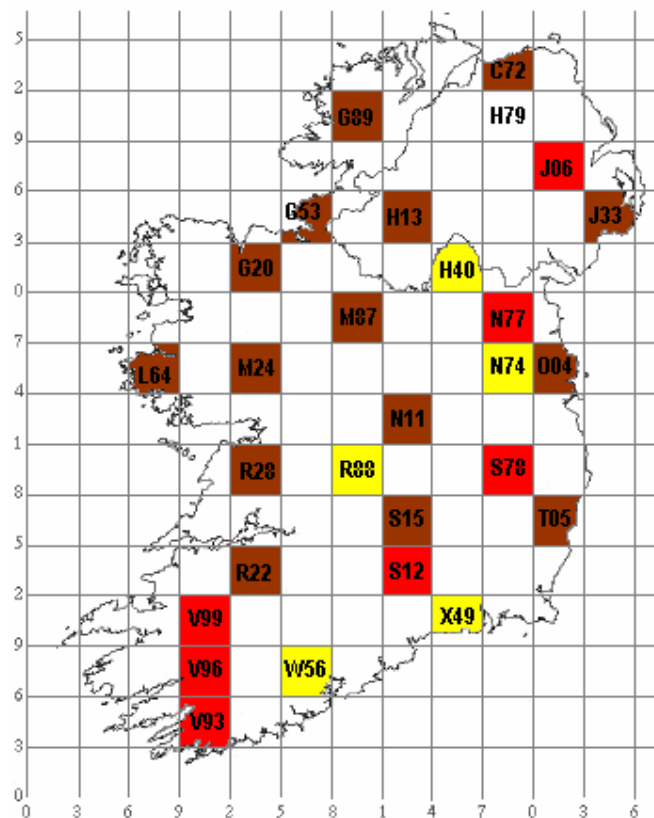 5
C72
2
G89
H79
9
J06
6
G53
H13
J33
3
G20
H40
0
M87
N77
7
L64
M24
N74
O04
4
N11
1
R28
R88
S78
8
S15
T05
5
R22
S12
2
V99
X49
9
V96
W56
6
V93
3
0
0 3 6 9 2 5 8 1 4 7 0 3 6